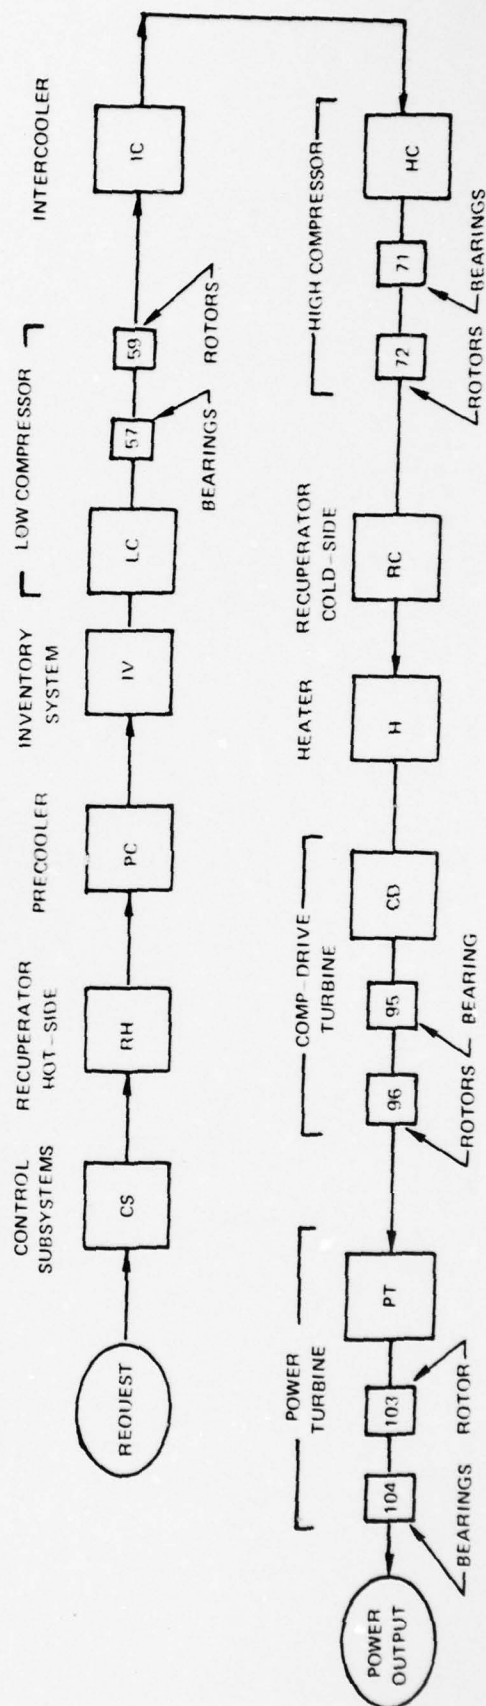 CONTROL
SUBSYSTEMS
RECUPERATOR
HOT-SIDE
PRECOOLER
INVENTORY
SYSTEM
LOW COMPRESSOR
INTERCOOLER
REQUEST
CS
RH
PC
IV
LC
57
59
IC
BEARINGS
ROTORS
POWER
TURBINE
COMP-DRIVE
TURBINE
HEATER
RECUPERATOR
COLD-SIDE
HIGH COMPRESSOR
POWER
OUTPUT
104
103
PT
96
95
CD
H
RC
72
71
HC
BEARINGS
ROTOR
ROTORS
BEARING
ROTORS
BEARINGS